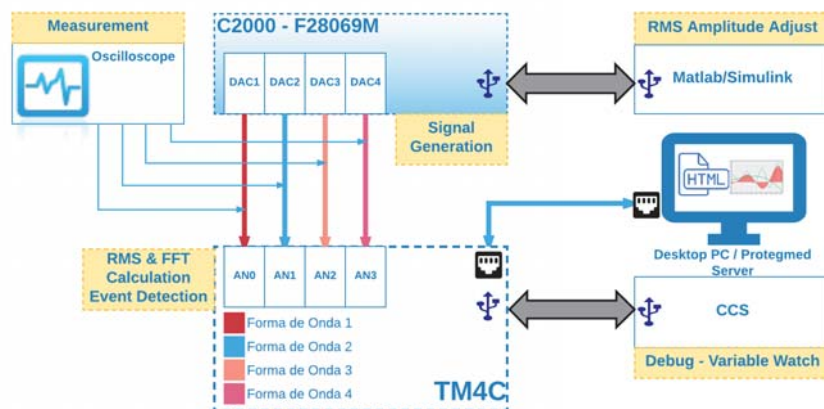 Measurement
Oscilloscope
C2000 - F28069M
DAC1 DAC2 DAC3 DAC4
Signal
Generation
RMS Amplitude Adjust
Matlab/Simulink
HTML
Desktop PC / Protegmed
Server
RMS & FFT
Calculation
Event Detection
AN0 AN1 AN2 AN3
Forma de Onda 1
Forma de Onda 2
Forma de Onda 3
Forma de Onda 4
TM4C
CCS
Debug - Variable Watch